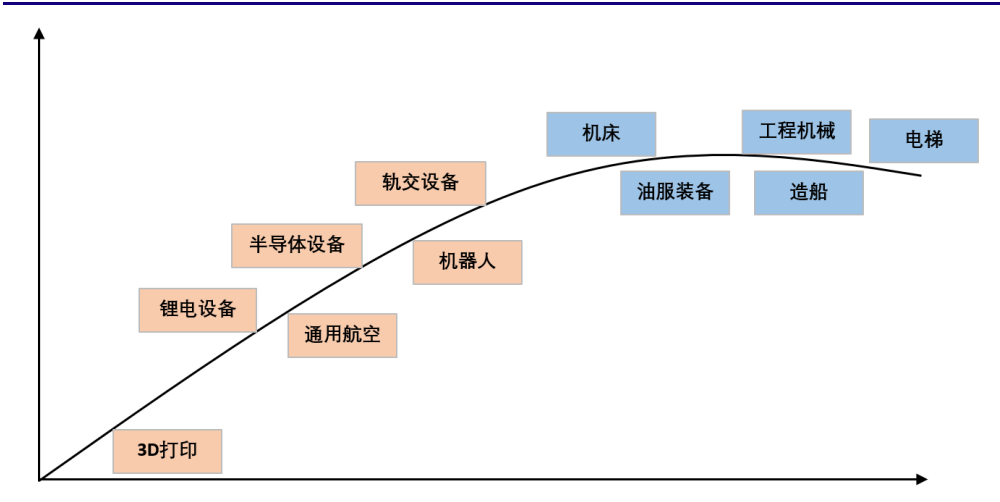 机床
工程机械
电梯
轨交设备
油服装备
造船
半导体设备
机器人
锂电设备
通用航空
3D打印